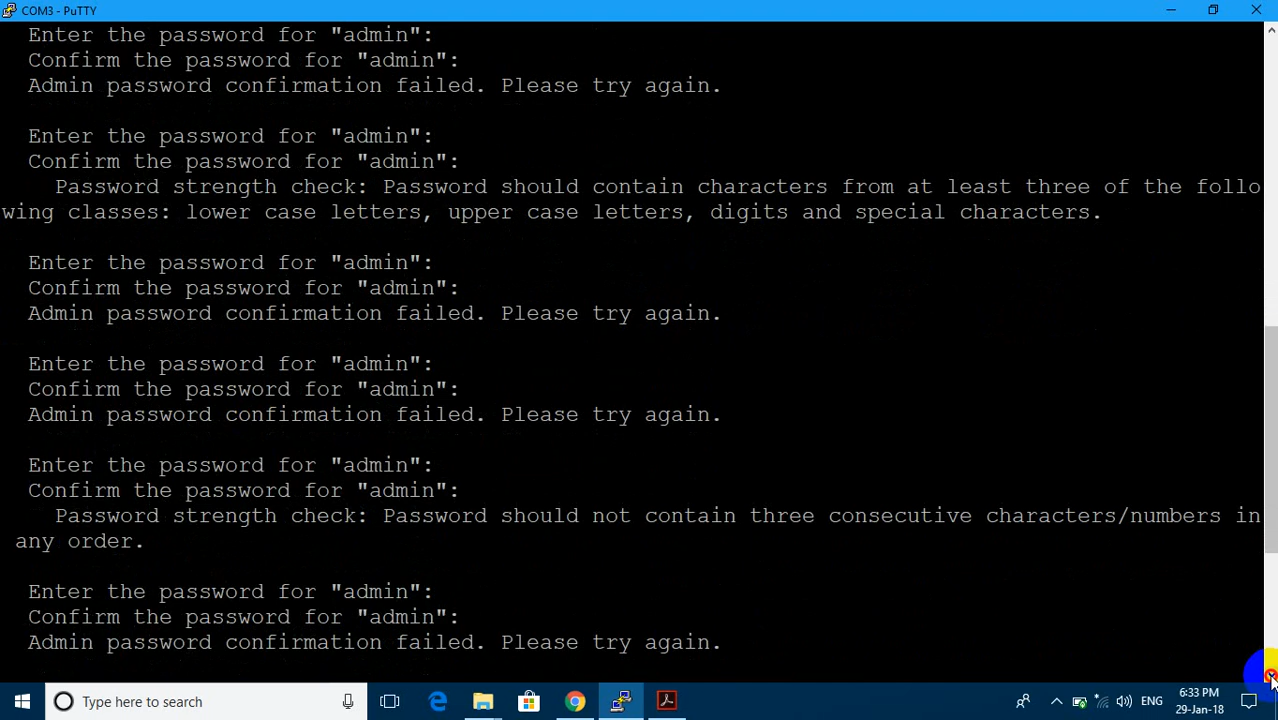 COM3 - PuTTY
Enter the password for "admin":
Confirm the password for "admin":
Admin password confirmation failed. Please try again.
Enter the password for "admin":
Confirm the password for "admin":
Password strength check: Password should contain characters from at least three of the follo
wing classes: lower case letters, upper case letters, digits and special characters.
Enter the password for "admin":
Confirm the password for "admin":
Admin password confirmation failed. Please try again.
Enter the password for "admin":
Confirm the password for "admin":
Admin password confirmation failed. Please try again.
Enter the password for "admin":
Confirm the password for "admin":
Password strength check: Password should not contain three consecutive characters/numbers in
any order.
Enter the password for "admin":
Confirm the password for "admin":
Admin password confirmation failed. Please try again.
Type here to search
ENG
6:33 PM
29-Jan-18